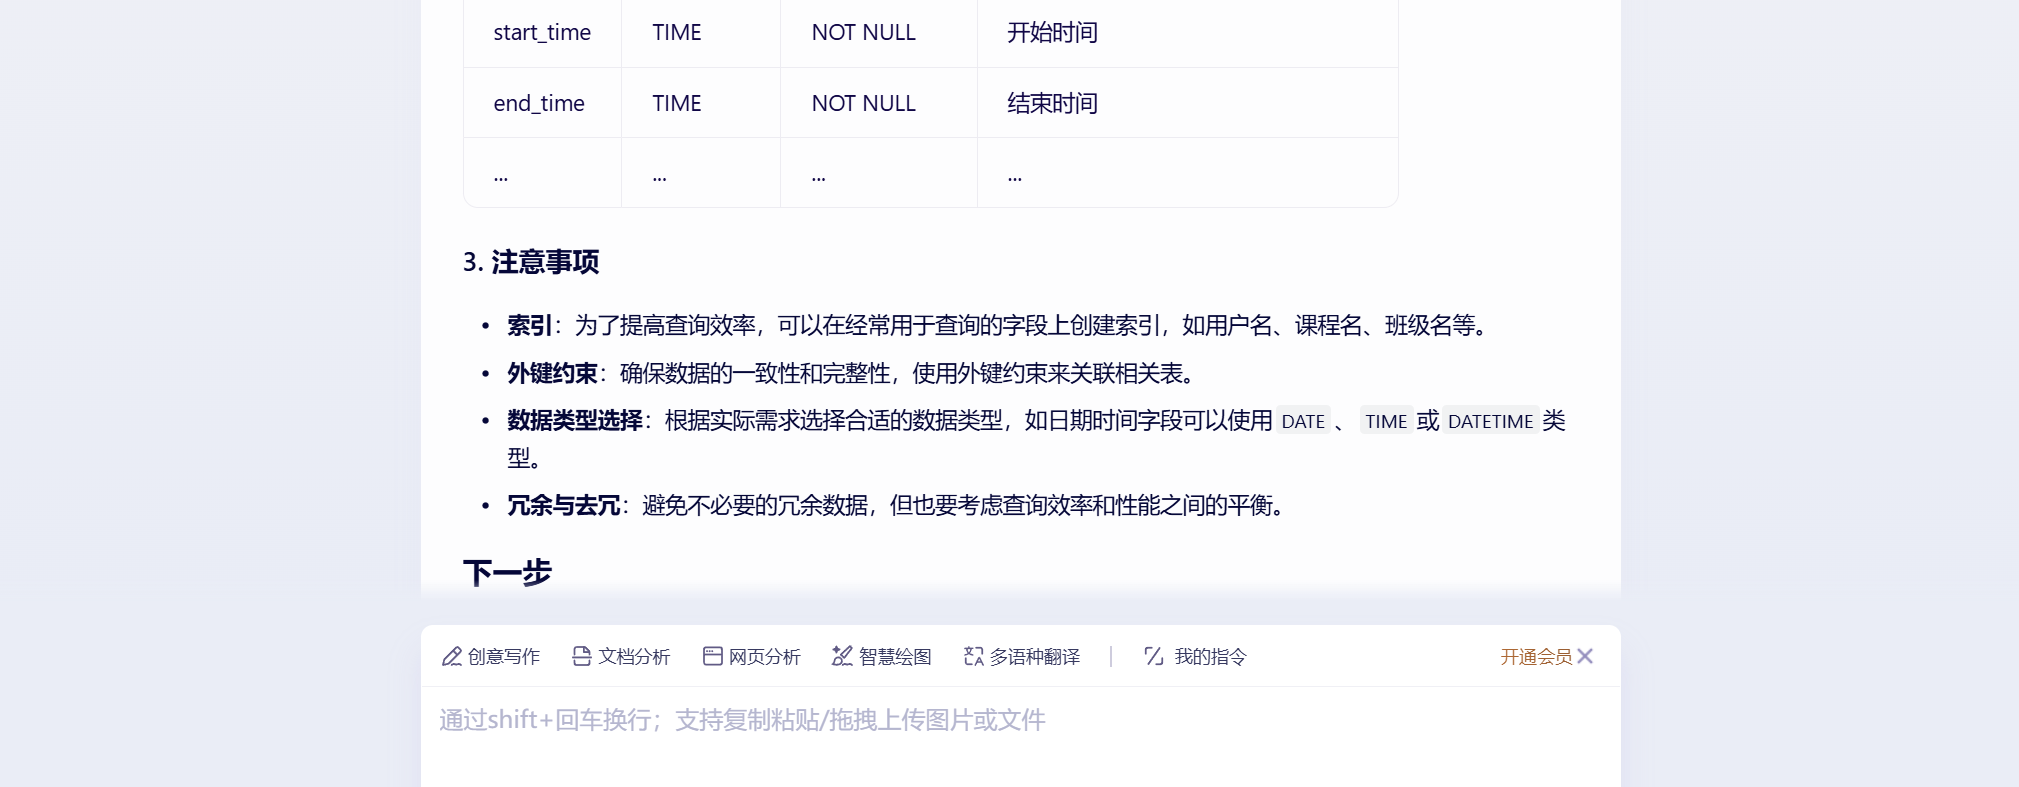 start_time TIME NOT NULL 开始时间
end_time TIME NOT NULL 结束时间
... ... ... ...
3. 注意事项
• 索引：为了提高查询效率，可以在经常用于查询的字段上创建索引，如用户名、课程名、班级名等。
• 外键约束：确保数据的一致性和完整性，使用外键约束来关联相关表。
• 数据类型选择：根据实际需求选择合适的数据类型，如日期时间字段可以使用 DATE 、 TIME 或 DATETIME 类
型。
• 冗余与去冗：避免不必要的冗余数据，但也要考虑查询效率和性能之间的平衡。
下一步
创意写作 文档分析 网页分析 智慧绘图 多语种翻译 | 我的指令 开通会员
通过shift+回车换行；支持复制粘贴/拖拽上传图片或文件